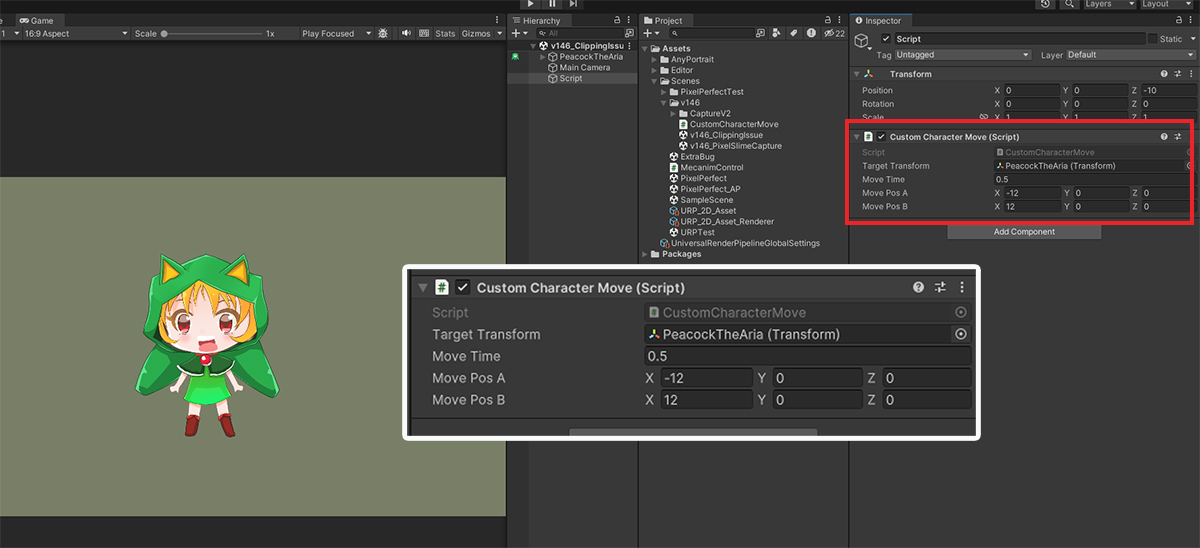 Game
Hierarchy
Project
Inspector
Layers
Layout
1
16:9 Aspect
Scale
1x
Play Focused
Stats
Gizmos
All
22
v146_ClippingIssu
PeacockTheAria
Main Camera
Script
Assets
AnyPortrait
Editor
Scenes
PixelPerfectTest
v146
CaptureV2
CustomCharacterMove
v146_ClippingIssue
v146_PixelSlimeCapture
ExtraBug
MecanimControl
PixelPerfect
PixelPerfect_AP
SampleScene
URP_2D_Asset
URP_2D_Asset_Renderer
URPTest
UniversalRenderPipelineGlobalSettings
Packages
Script
Static
Tag Untagged Layer Default
Transform
Position X 0 Y 0 Z -10
Rotation X 0 Y 0 Z 0
Scale X 1 Y 1 Z 1
Custom Character Move (Script)
Script CustomCharacterMove
Target Transform PeacockTheAria (Transform)
Move Time 0.5
Move Pos A X -12 Y 0 Z 0
Move Pos B X 12 Y 0 Z 0
Add Component
Custom Character Move (Script)
Script CustomCharacterMove
Target Transform PeacockTheAria (Transform)
Move Time 0.5
Move Pos A X -12 Y 0 Z 0
Move Pos B X 12 Y 0 Z 0